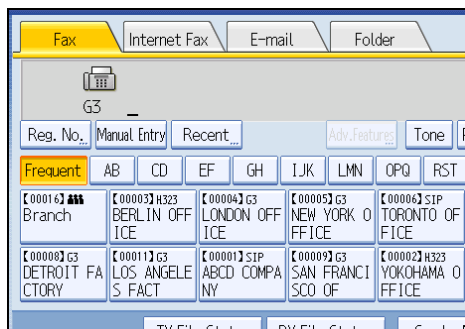 Fax Internet Fax E-mail Folder
G3 _
Reg. No. Manual Entry Recent Adv.Features Tone
Frequent AB CD EF GH IJK LMN OPQ RST
【00016】 【00003】H323 【00004】G3 【00005】G3 【00006】SIP
Branch BERLIN OFF LONDON OFF NEW YORK O TORONTO OF
ICE ICE FFICE FICE
【00008】G3 【00011】G3 【00001】SIP 【00009】G3 【00002】H323
DETROIT FA LOS ANGELE ABCD COMPA SAN FRANCI YOKOHAMA O
CTORY S FACT NY SCO OF FFICE